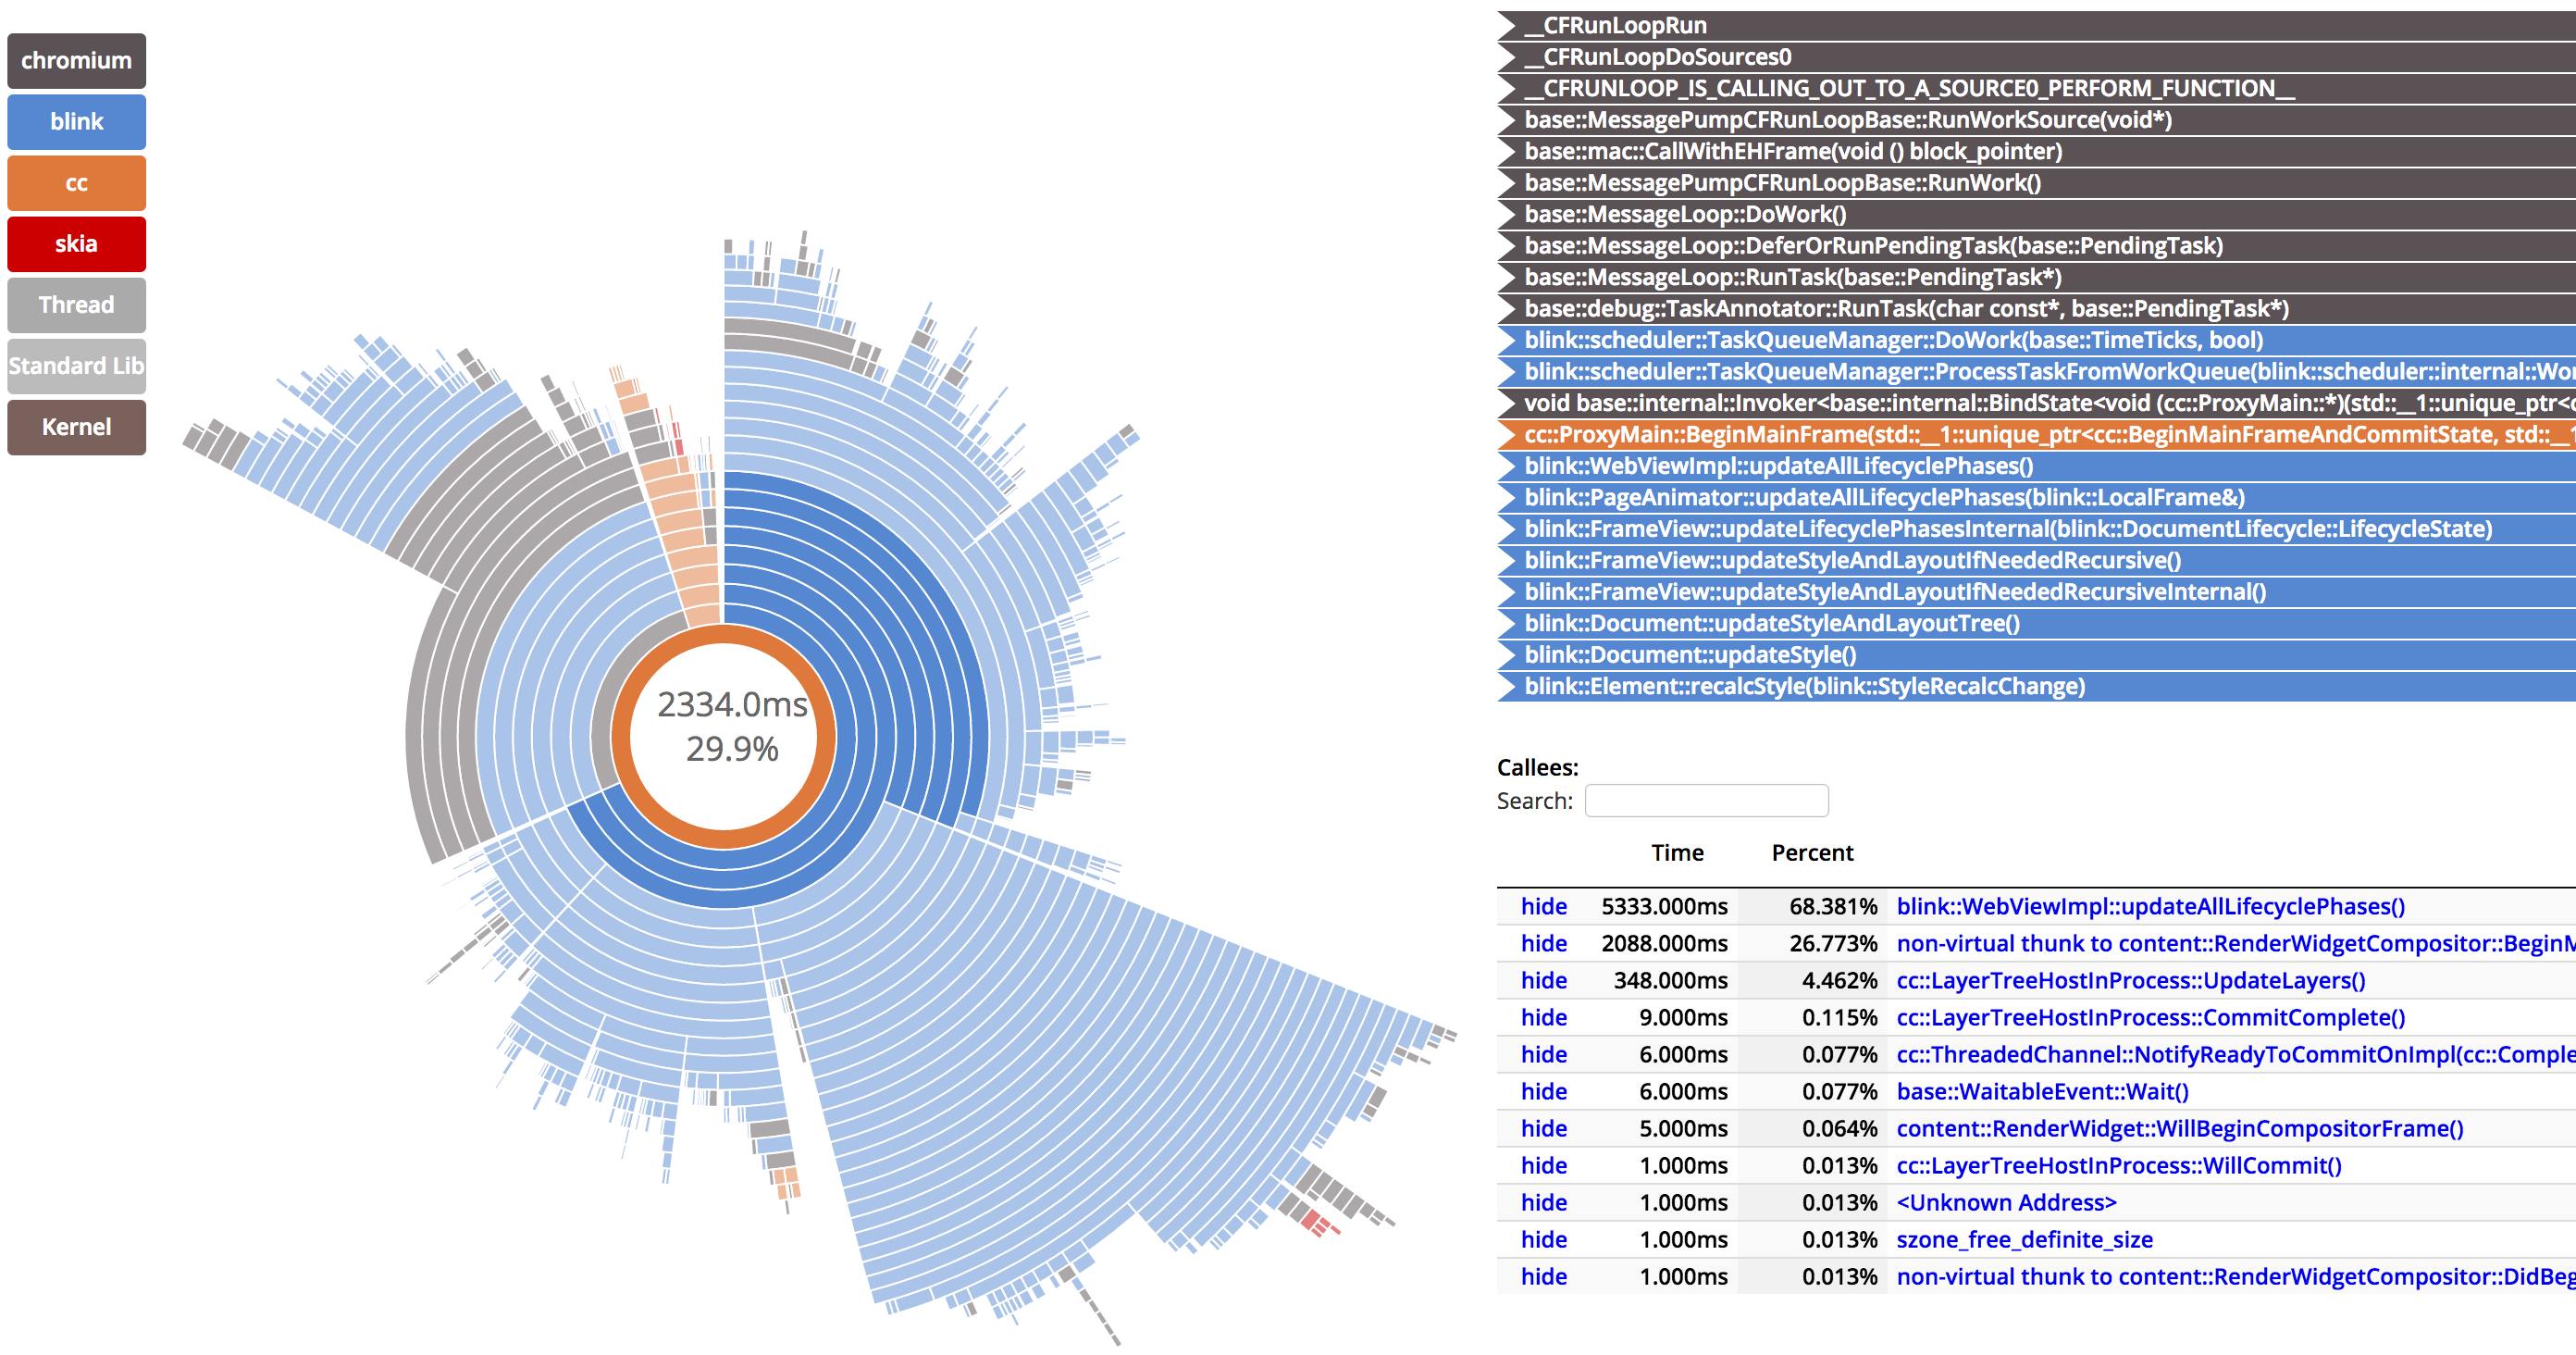 chromium
blink
cc
skia
Thread
Standard Lib
Kernel
2334.0ms
29.9%
__CFRunLoopRun
__CFRunLoopDoSources0
__CFRUNLOOP_IS_CALLING_OUT_TO_A_SOURCE0_PERFORM_FUNCTION__
base::MessagePumpCFRunLoopBase::RunWorkSource(void*)
base::mac::CallWithEHFrame(void () block_pointer)
base::MessagePumpCFRunLoopBase::RunWork()
base::MessageLoop::DoWork()
base::MessageLoop::DeferOrRunPendingTask(base::PendingTask)
base::MessageLoop::RunTask(base::PendingTask*)
base::debug::TaskAnnotator::RunTask(char const*, base::PendingTask*)
blink::scheduler::TaskQueueManager::DoWork(base::TimeTicks, bool)
blink::scheduler::TaskQueueManager::ProcessTaskFromWorkQueue(blink::scheduler::internal::Wor
void base::internal::Invoker<base::internal::BindState<void (cc::ProxyMain::*)(std::__1::unique_ptr<c
cc::ProxyMain::BeginMainFrame(std::__1::unique_ptr<cc::BeginMainFrameAndCommitState, std::__1
blink::WebViewImpl::updateAllLifecyclePhases()
blink::PageAnimator::updateAllLifecyclePhases(blink::LocalFrame&)
blink::FrameView::updateLifecyclePhasesInternal(blink::DocumentLifecycle::LifecycleState)
blink::FrameView::updateStyleAndLayoutIfNeededRecursive()
blink::FrameView::updateStyleAndLayoutIfNeededRecursiveInternal()
blink::Document::updateStyleAndLayoutTree()
blink::Document::updateStyle()
blink::Element::recalcStyle(blink::StyleRecalcChange)
Callees:
Search:
Time Percent
hide 5333.000ms 68.381% blink::WebViewImpl::updateAllLifecyclePhases()
hide 2088.000ms 26.773% non-virtual thunk to content::RenderWidgetCompositor::BeginM
hide 348.000ms 4.462% cc::LayerTreeHostInProcess::UpdateLayers()
hide 9.000ms 0.115% cc::LayerTreeHostInProcess::CommitComplete()
hide 6.000ms 0.077% cc::ThreadedChannel::NotifyReadyToCommitOnImpl(cc::Comple
hide 6.000ms 0.077% base::WaitableEvent::Wait()
hide 5.000ms 0.064% content::RenderWidget::WillBeginCompositorFrame()
hide 1.000ms 0.013% cc::LayerTreeHostInProcess::WillCommit()
hide 1.000ms 0.013% <Unknown Address>
hide 1.000ms 0.013% szone_free_definite_size
hide 1.000ms 0.013% non-virtual thunk to content::RenderWidgetCompositor::DidBeg